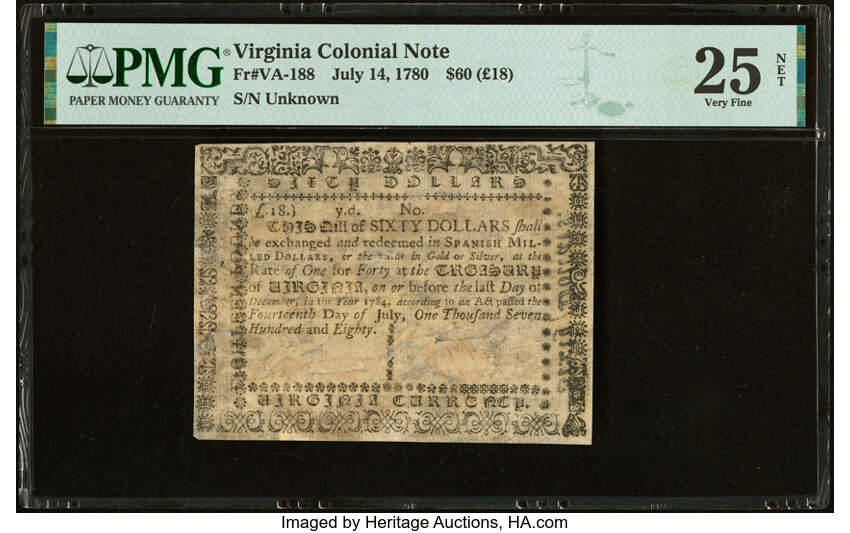 PMG® Virginia Colonial Note
Fr#VA-188 July 14, 1780 $60 (£18)
PAPER MONEY GUARANTY S/N Unknown
25 NET
Very Fine
SIXTY DOLLARS
£.18.) y.d. No.
THIS Bill of SIXTY DOLLARS ſhall
be exchanged and redeemed in SPANISH MIL-
LED DOLLARS, or the Value in Gold or Silver, at the
Rate of One for Forty at the TREASURY
of VIRGINIA, on or before the laſt Day of
December, in the Year 1784, according to an Act paſſed the
Fourteenth Day of July, One Thouſand Seven
Hundred and Eighty.
VIRGINIA CURRENCY.
Imaged by Heritage Auctions, HA.com